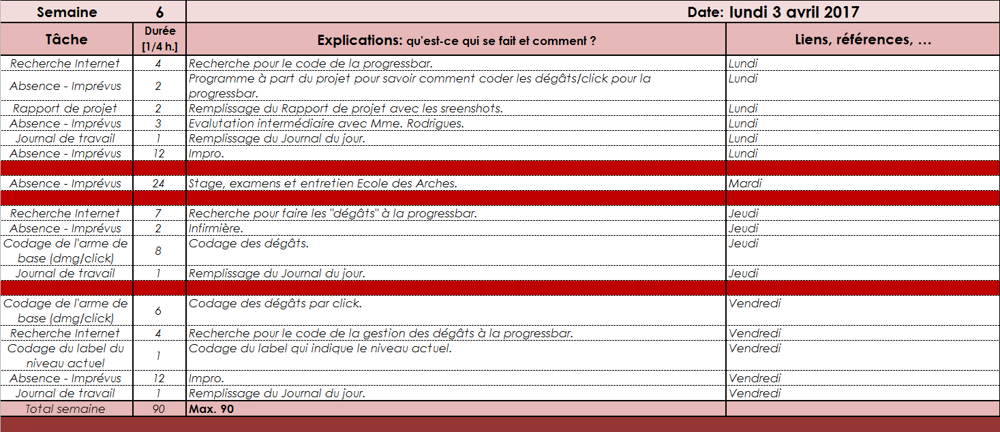 Semaine 6 Date: lundi 3 avril 2017
Tâche Durée [1/4 h.] Explications: qu'est-ce qui se fait et comment ? Liens, références, …
Recherche Internet 4 Recherche pour le code de la progressbar. Lundi
Absence - Imprévus 2 Programme à part du projet pour savoir comment coder les dégâts/click pour la
progressbar. Lundi
Rapport de projet 2 Remplissage du Rapport de projet avec les sreenshots. Lundi
Absence - Imprévus 3 Evalutation intermédiaire avec Mme. Rodrigues. Lundi
Journal de travail 1 Remplissage du Journal du jour. Lundi
Absence - Imprévus 12 Impro. Lundi
Absence - Imprévus 24 Stage, examens et entretien Ecole des Arches. Mardi
Recherche Internet 7 Recherche pour faire les "dégâts" à la progressbar. Jeudi
Absence - Imprévus 2 Infirmière. Jeudi
Codage de l'arme de
base (dmg/click) 8 Codage des dégâts. Jeudi
Journal de travail 1 Remplissage du Journal du jour. Jeudi
Codage de l'arme de
base (dmg/click) 6 Codage des dégâts par click. Vendredi
Recherche Internet 4 Recherche pour le code de la gestion des dégâts à la progressbar. Vendredi
Codage du label du
niveau actuel 1 Codage du label qui indique le niveau actuel. Vendredi
Absence - Imprévus 12 Impro. Vendredi
Journal de travail 1 Remplissage du Journal du jour. Vendredi
Total semaine 90 Max. 90